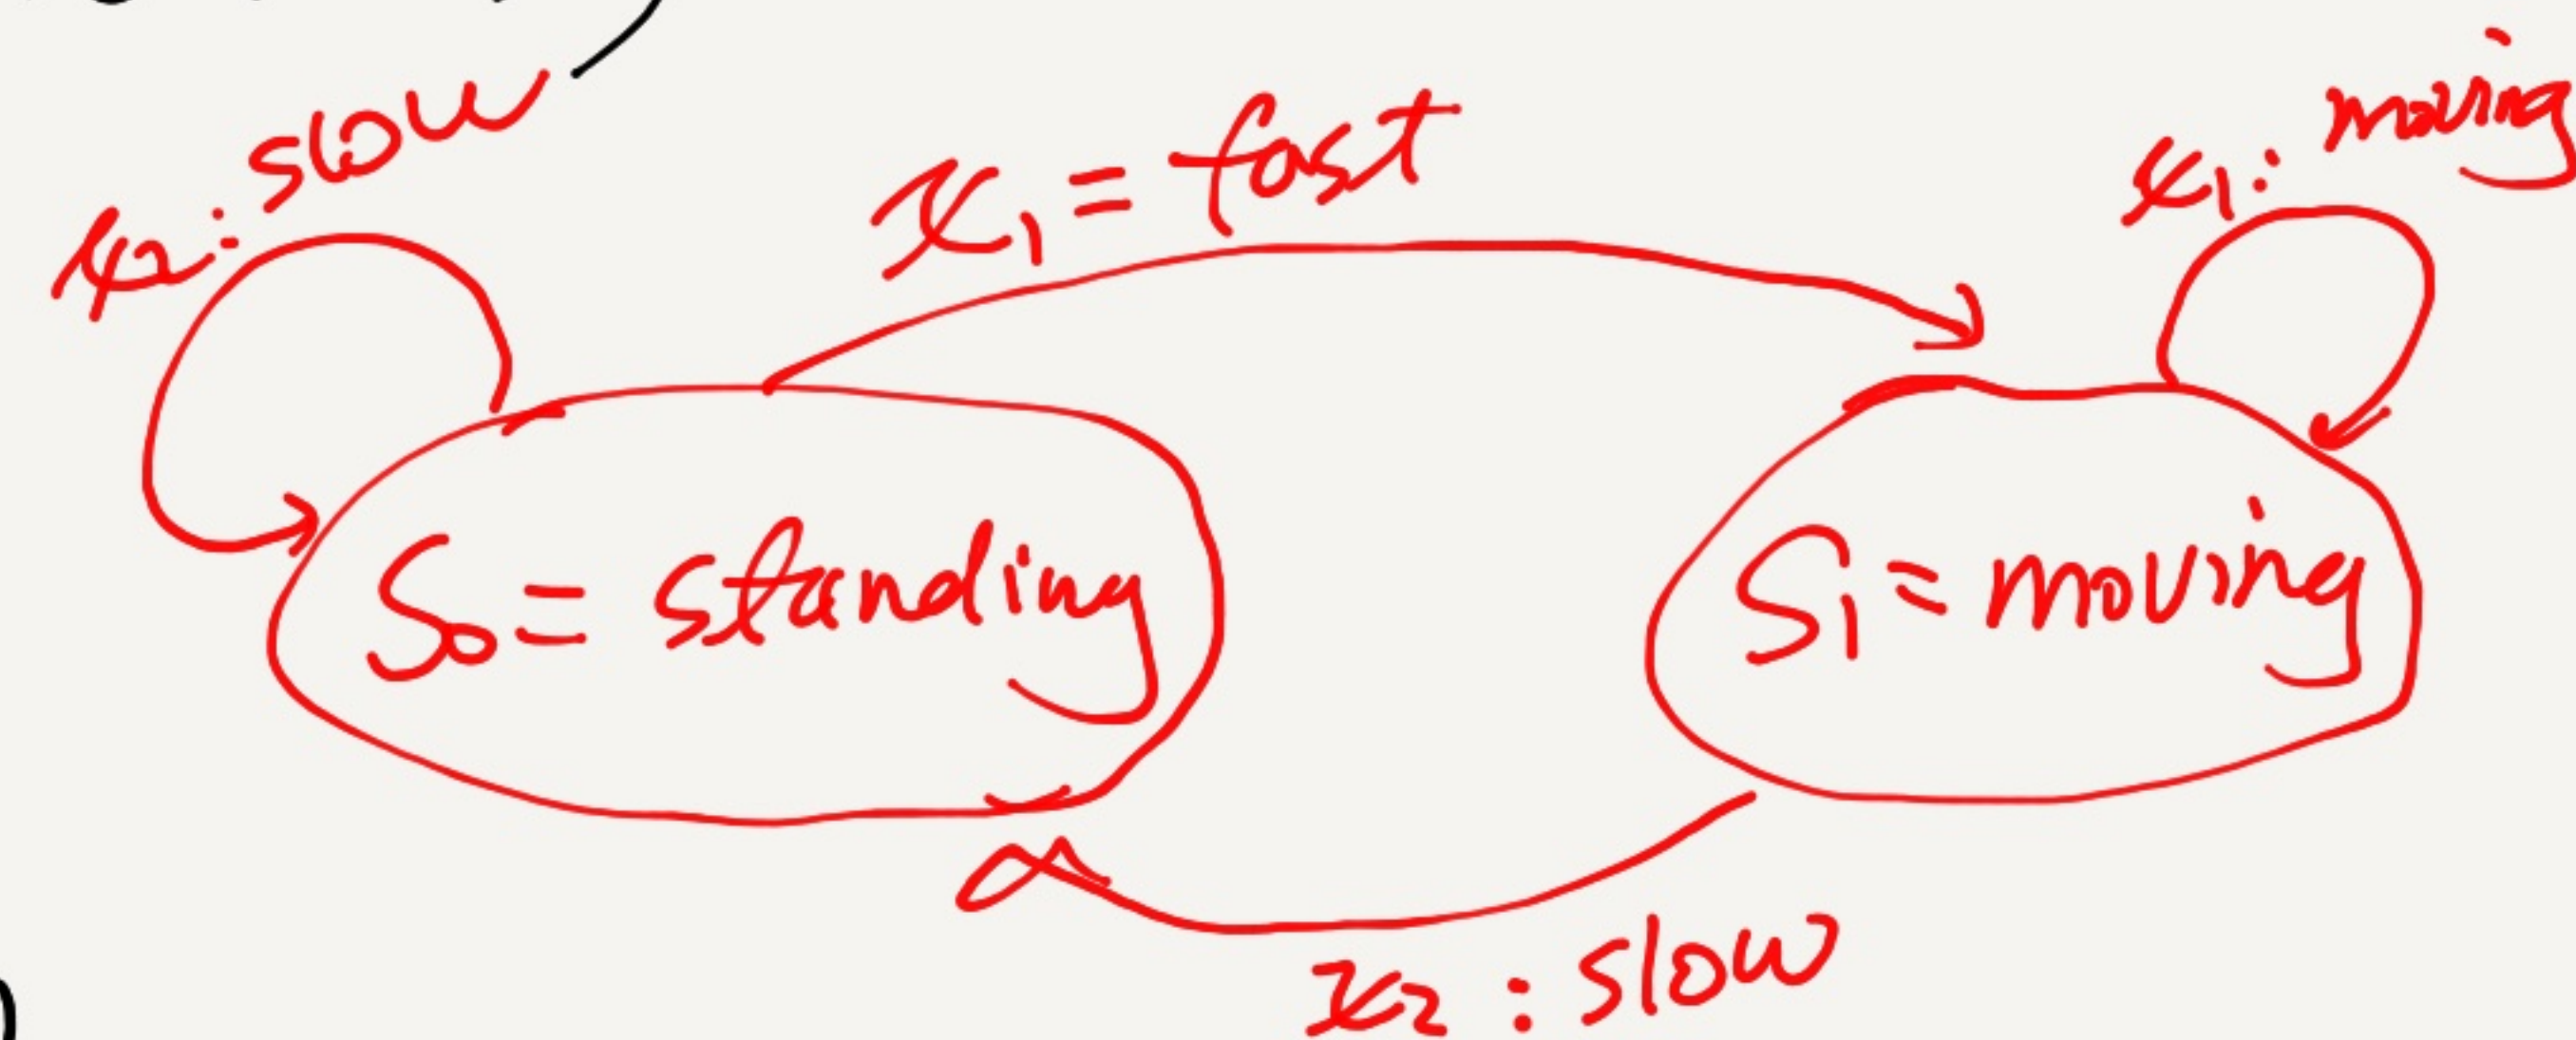 x2: slow
x1 = fast
x1: moving
S0 = standing
S1 = moving
x2 : slow